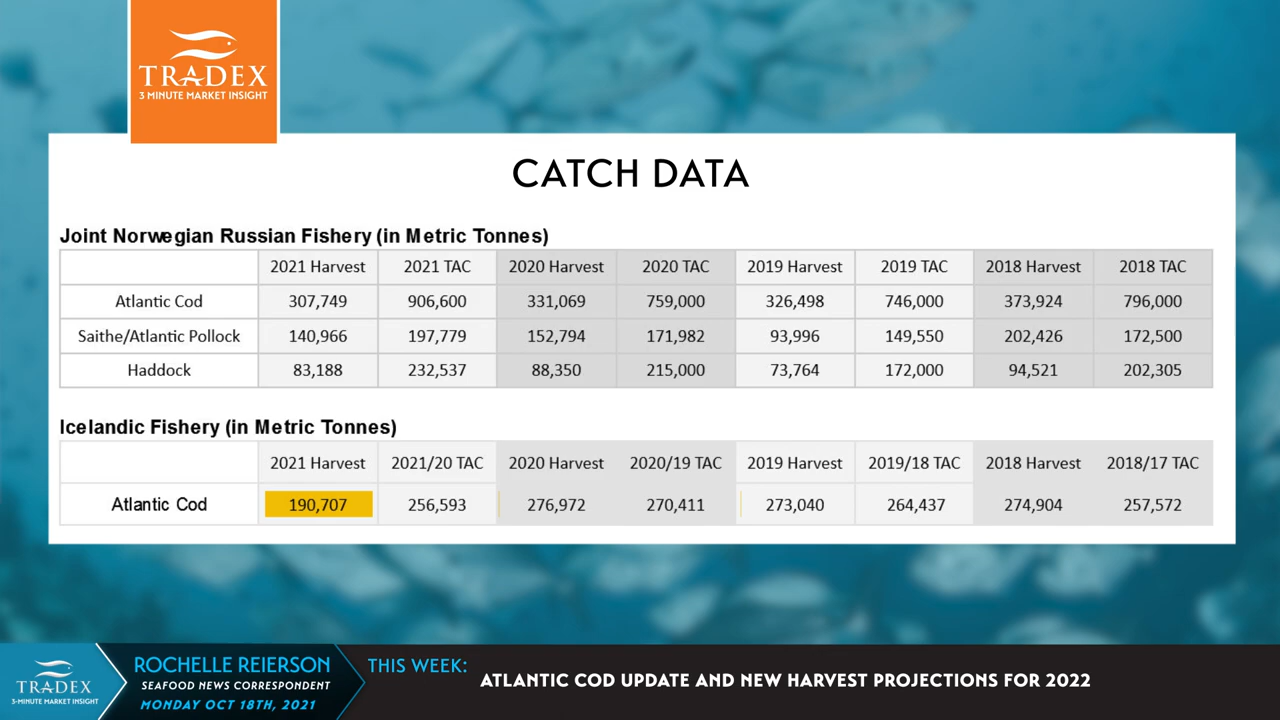 TRADEX
3 MINUTE MARKET INSIGHT
CATCH DATA
Joint Norwegian Russian Fishery (in Metric Tonnes)
2021 Harvest 2021 TAC 2020 Harvest 2020 TAC 2019 Harvest 2019 TAC 2018 Harvest 2018 TAC
Atlantic Cod 307,749 906,600 331,069 759,000 326,498 746,000 373,924 796,000
Saithe/Atlantic Pollock 140,966 197,779 152,794 171,982 93,996 149,550 202,426 172,500
Haddock 83,188 232,537 88,350 215,000 73,764 172,000 94,521 202,305
Icelandic Fishery (in Metric Tonnes)
2021 Harvest 2021/20 TAC 2020 Harvest 2020/19 TAC 2019 Harvest 2019/18 TAC 2018 Harvest 2018/17 TAC
Atlantic Cod 190,707 256,593 276,972 270,411 273,040 264,437 274,904 257,572
TRADEX
3-MINUTE MARKET INSIGHT
ROCHELLE REIERSON
SEAFOOD NEWS CORRESPONDENT
MONDAY OCT 18TH, 2021
THIS WEEK:
ATLANTIC COD UPDATE AND NEW HARVEST PROJECTIONS FOR 2022